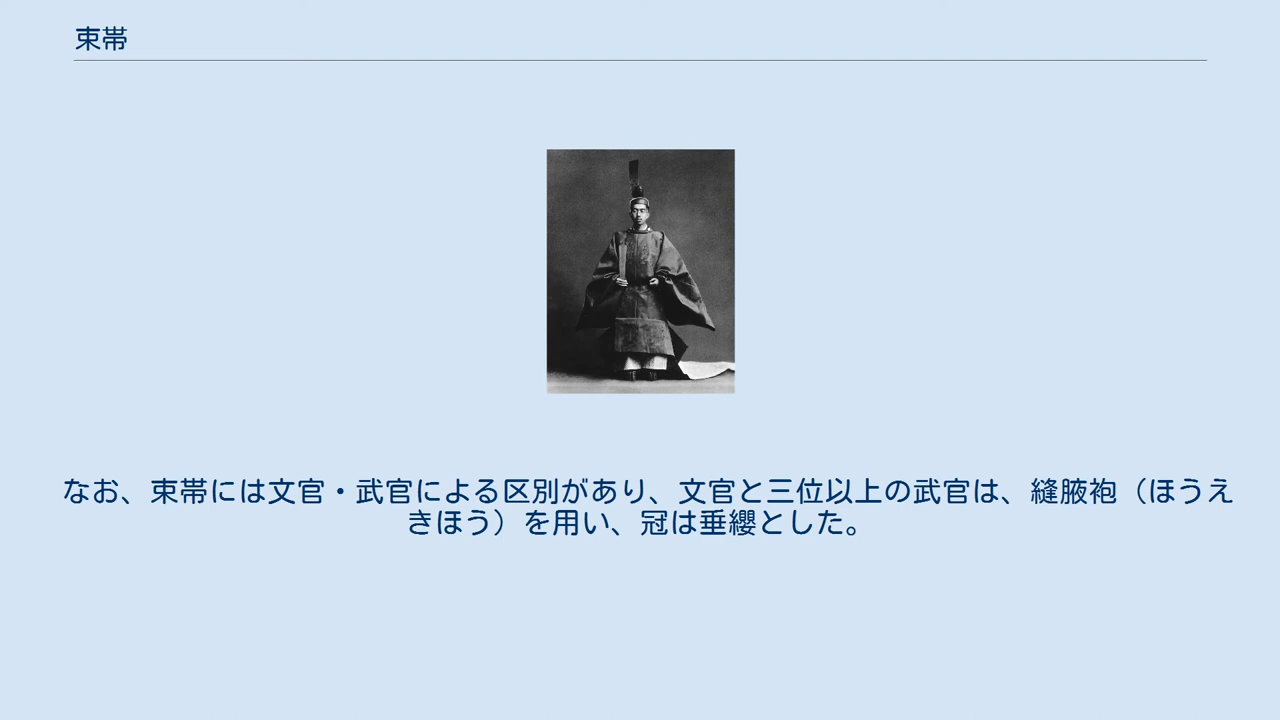 束帯
なお、束帯には文官・武官による区別があり、文官と三位以上の武官は、縫腋袍（ほうえ
きほう）を用い、冠は垂纓とした。